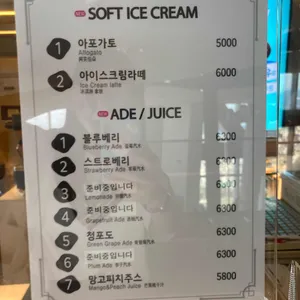 NEW SOFT ICE CREAM
1 아포가토 5000
Affogato
2 아이스크림라떼 6000
Ice Cream latte
NEW ADE / JUICE
1 블루베리 6300
Blueberry Ade
2 스트로베리 6300
Strawberry Ade
3 준비중입니다 6300
Lemonade
4 준비중입니다 6300
Grapefruit Ade
5 청포도 6300
Green Grape Ade
6 준비중입니다 6300
Plum Ade
7 망고피치주스 5800
Mango&Peach Juice